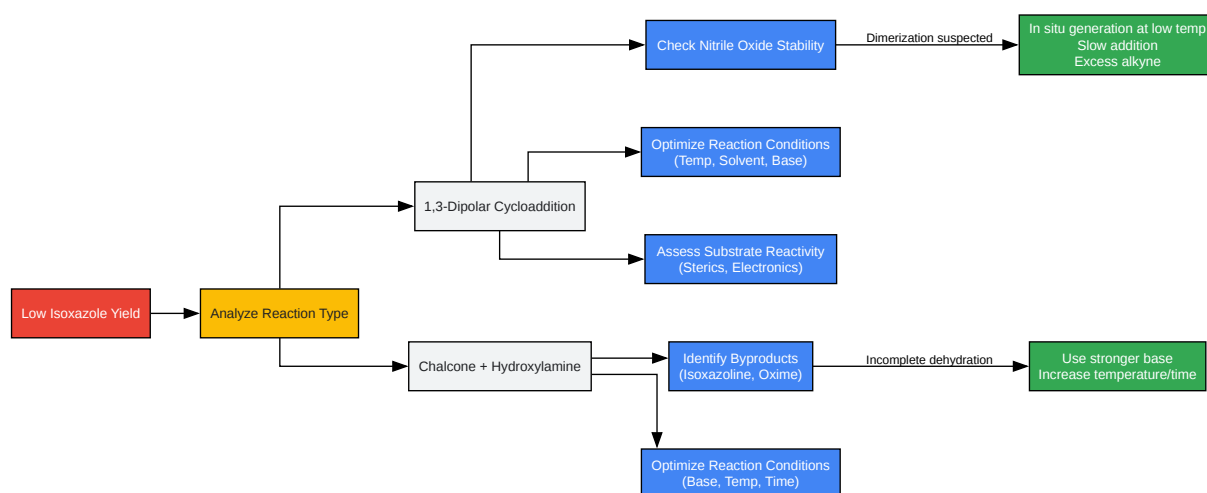 Low Isoxazole Yield
Analyze Reaction Type
1,3-Dipolar Cycloaddition
Chalcone + Hydroxylamine
Check Nitrile Oxide Stability
Optimize Reaction Conditions
(Temp, Solvent, Base)
Assess Substrate Reactivity
(Sterics, Electronics)
Identify Byproducts
(Isoxazoline, Oxime)
Optimize Reaction Conditions
(Base, Temp, Time)
Dimerization suspected
Incomplete dehydration
In situ generation at low temp
Slow addition
Excess alkyne
Use stronger base
Increase temperature/time